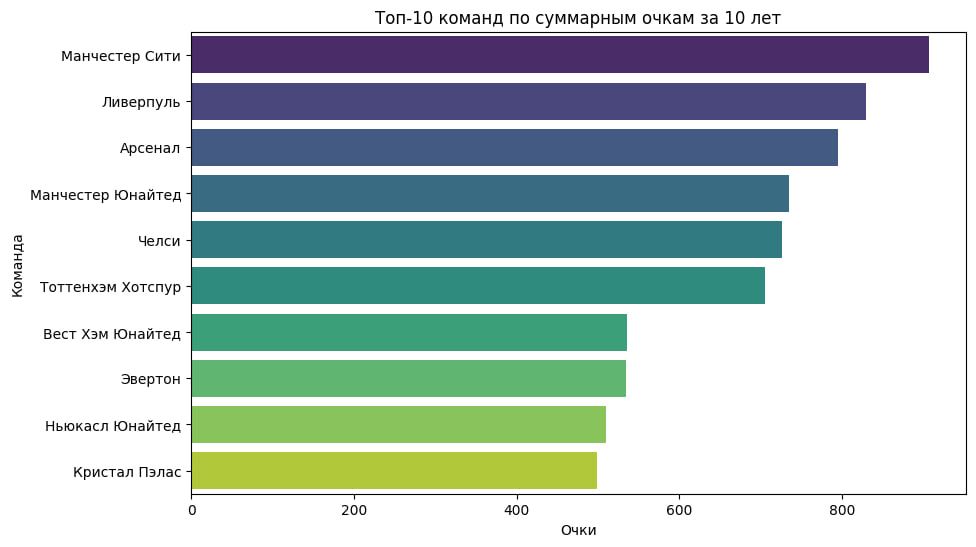 Топ-10 команд по суммарным очкам за 10 лет
Команда
Манчестер Сити
Ливерпуль
Арсенал
Манчестер Юнайтед
Челси
Тоттенхэм Хотспур
Вест Хэм Юнайтед
Эвертон
Ньюкасл Юнайтед
Кристал Пэлас
0 200 400 600 800
Очки